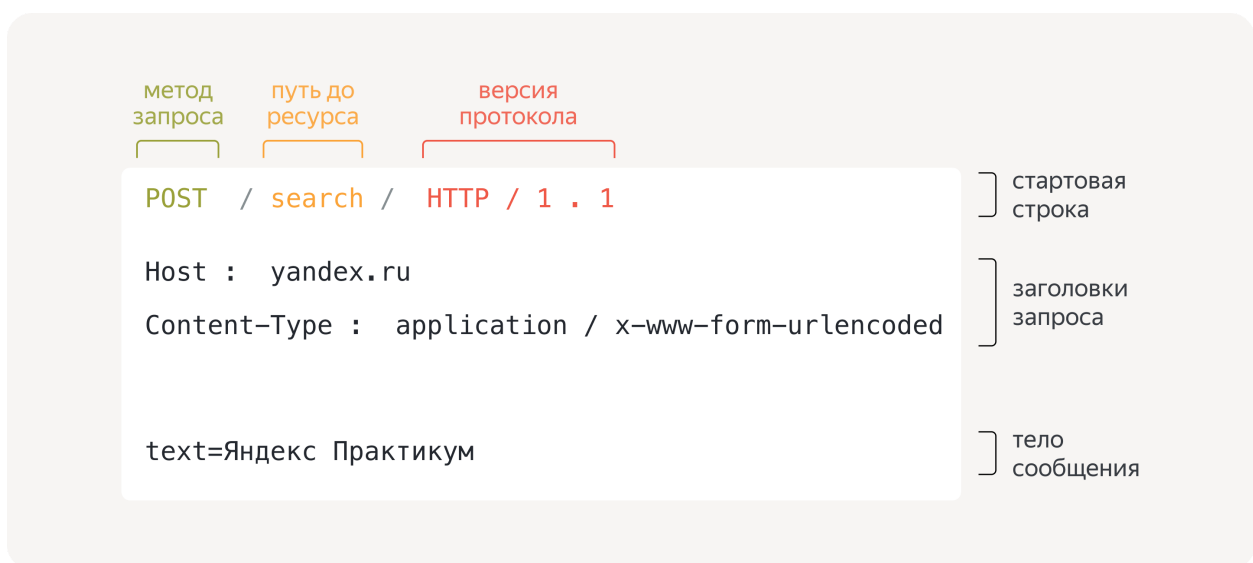 метод
запроса
путь до
ресурса
версия
протокола
POST / search / HTTP / 1 . 1
стартовая
строка
Host : yandex.ru
Content-Type : application / x-www-form-urlencoded
заголовки
запроса
text=Яндекс Практикум
тело
сообщения